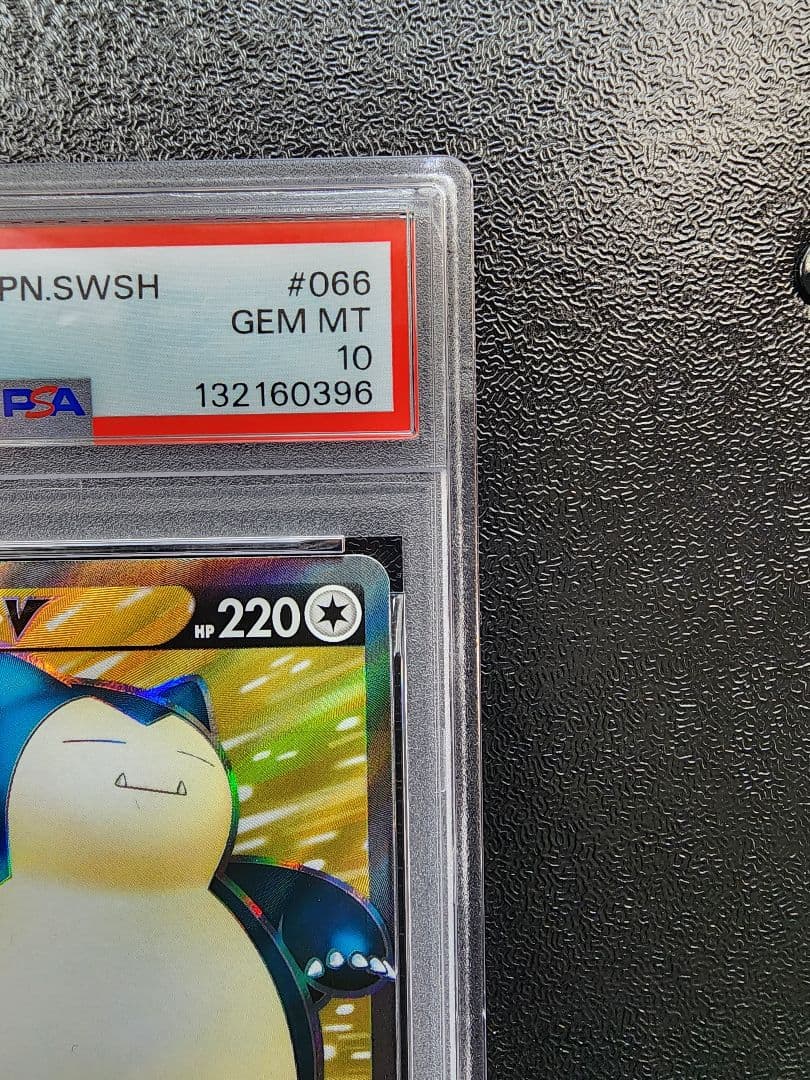 PN.SWSH #066
GEM MT
10
PSA 132160396
V HP 220